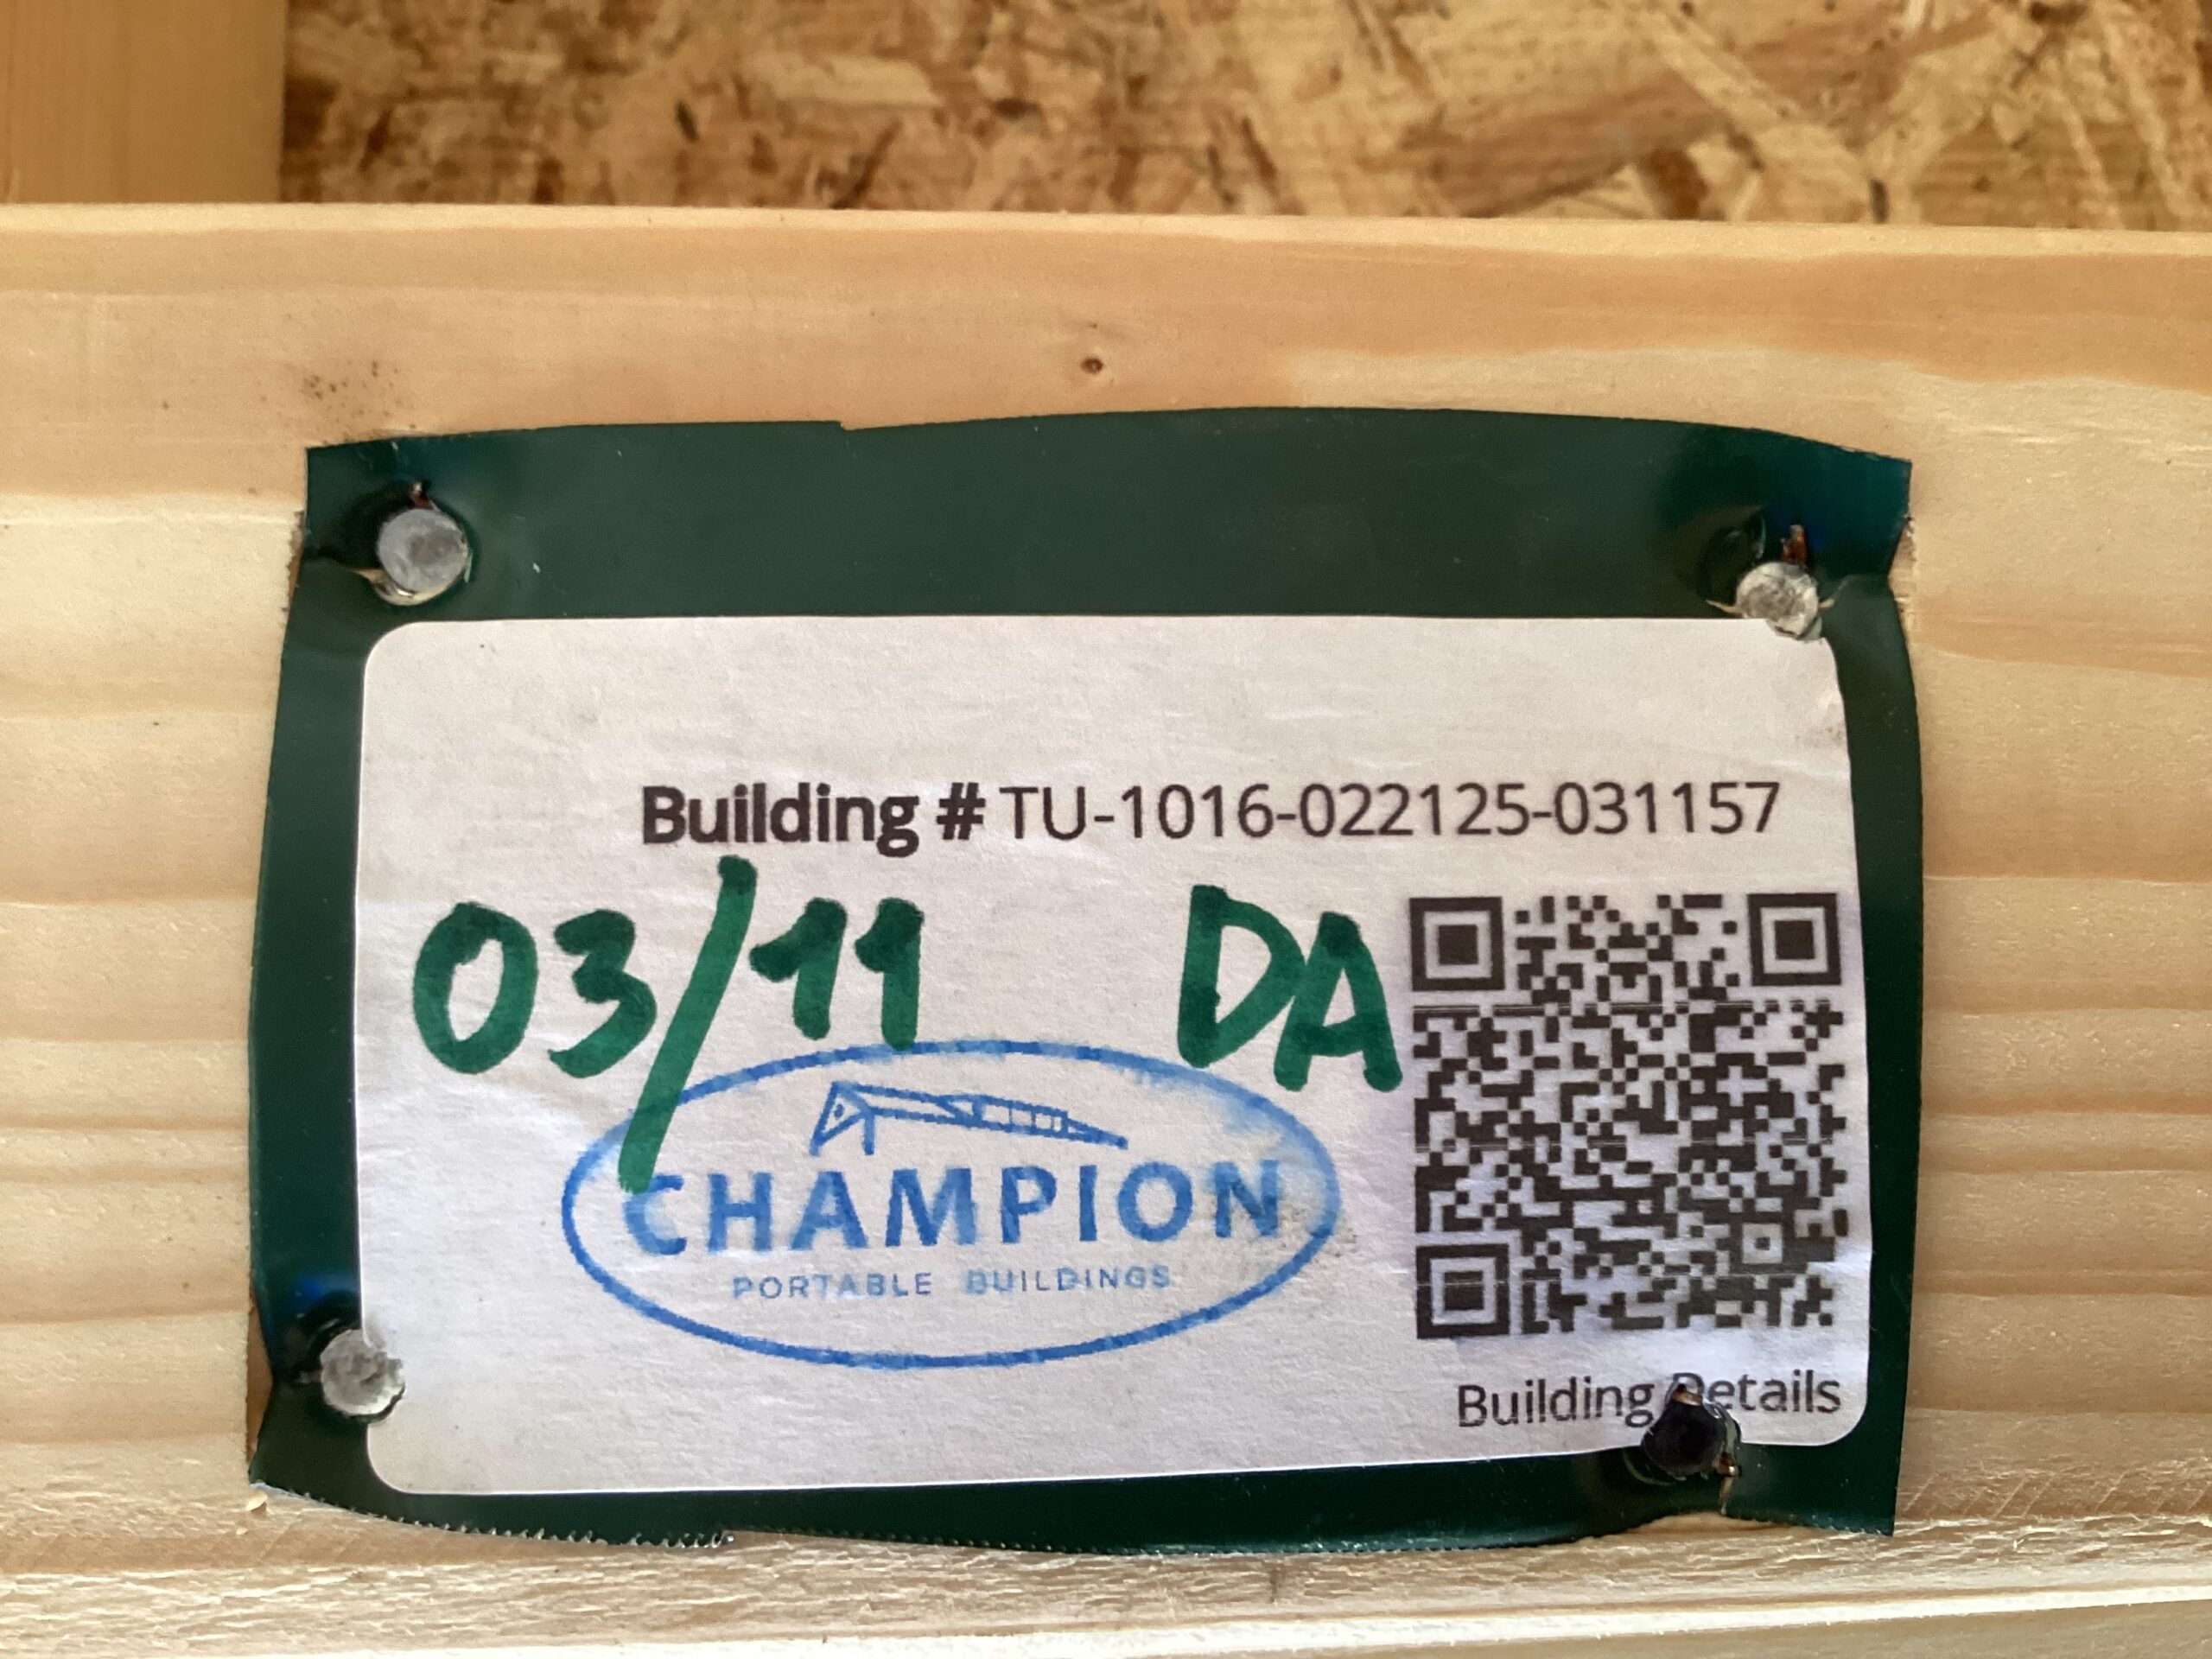 Building # TU-1016-022125-031157
03/11 DA
CHAMPION
PORTABLE BUILDINGS
Building Details